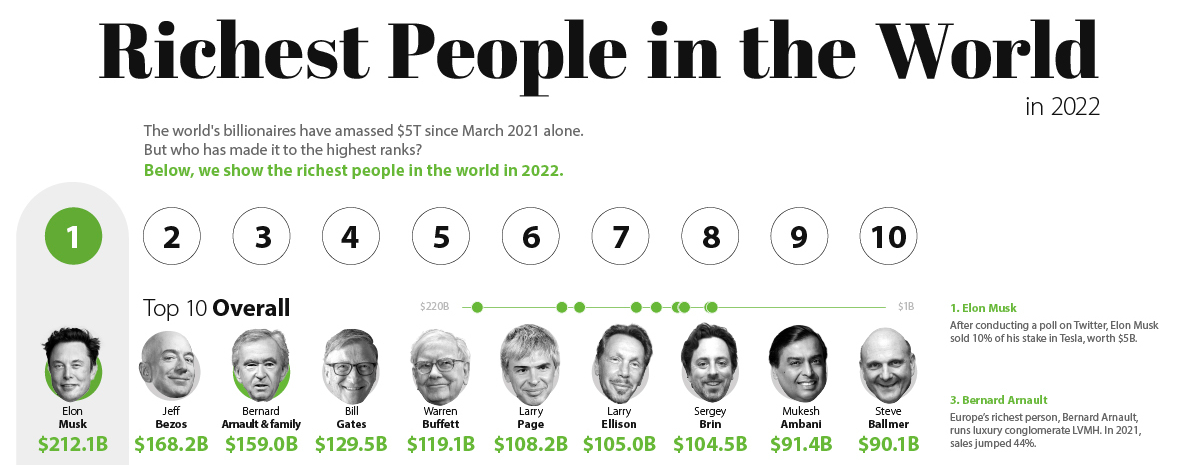 Richest People in the World
in 2022
The world's billionaires have amassed $5T since March 2021 alone.
But who has made it to the highest ranks?
Below, we show the richest people in the world in 2022.
1 2 3 4 5 6 7 8 9 10
Top 10 Overall
$220B $1B
Elon Musk
$212.1B
Jeff Bezos
$168.2B
Bernard Arnault & family
$159.0B
Bill Gates
$129.5B
Warren Buffett
$119.1B
Larry Page
$108.2B
Larry Ellison
$105.0B
Sergey Brin
$104.5B
Mukesh Ambani
$91.4B
Steve Ballmer
$90.1B
1. Elon Musk
After conducting a poll on Twitter, Elon Musk
sold 10% of his stake in Tesla, worth $5B.
3. Bernard Arnault
Europe's richest person, Bernard Arnault,
runs luxury conglomerate LVMH. In 2021,
sales jumped 44%.